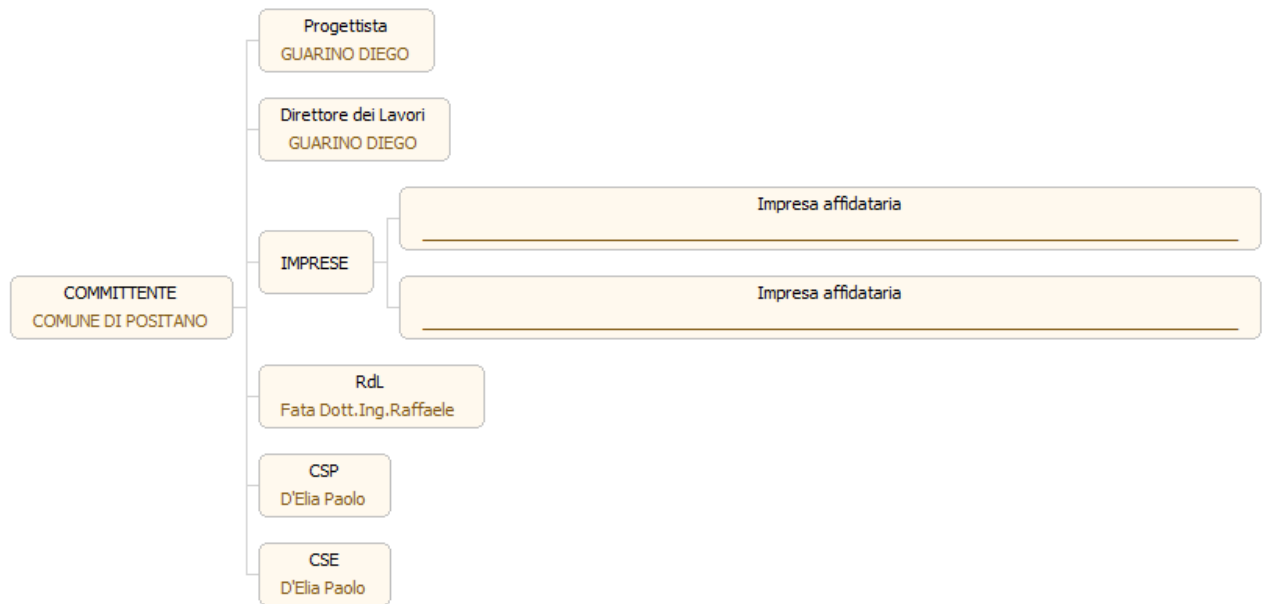 Progettista
GUARINO DIEGO
Direttore dei Lavori
GUARINO DIEGO
Impresa affidataria
IMPRESE
COMMITTENTE
COMUNE DI POSITANO
Impresa affidataria
RdL
Fata Dott.Ing.Raffaele
CSP
D'Elia Paolo
CSE
D'Elia Paolo